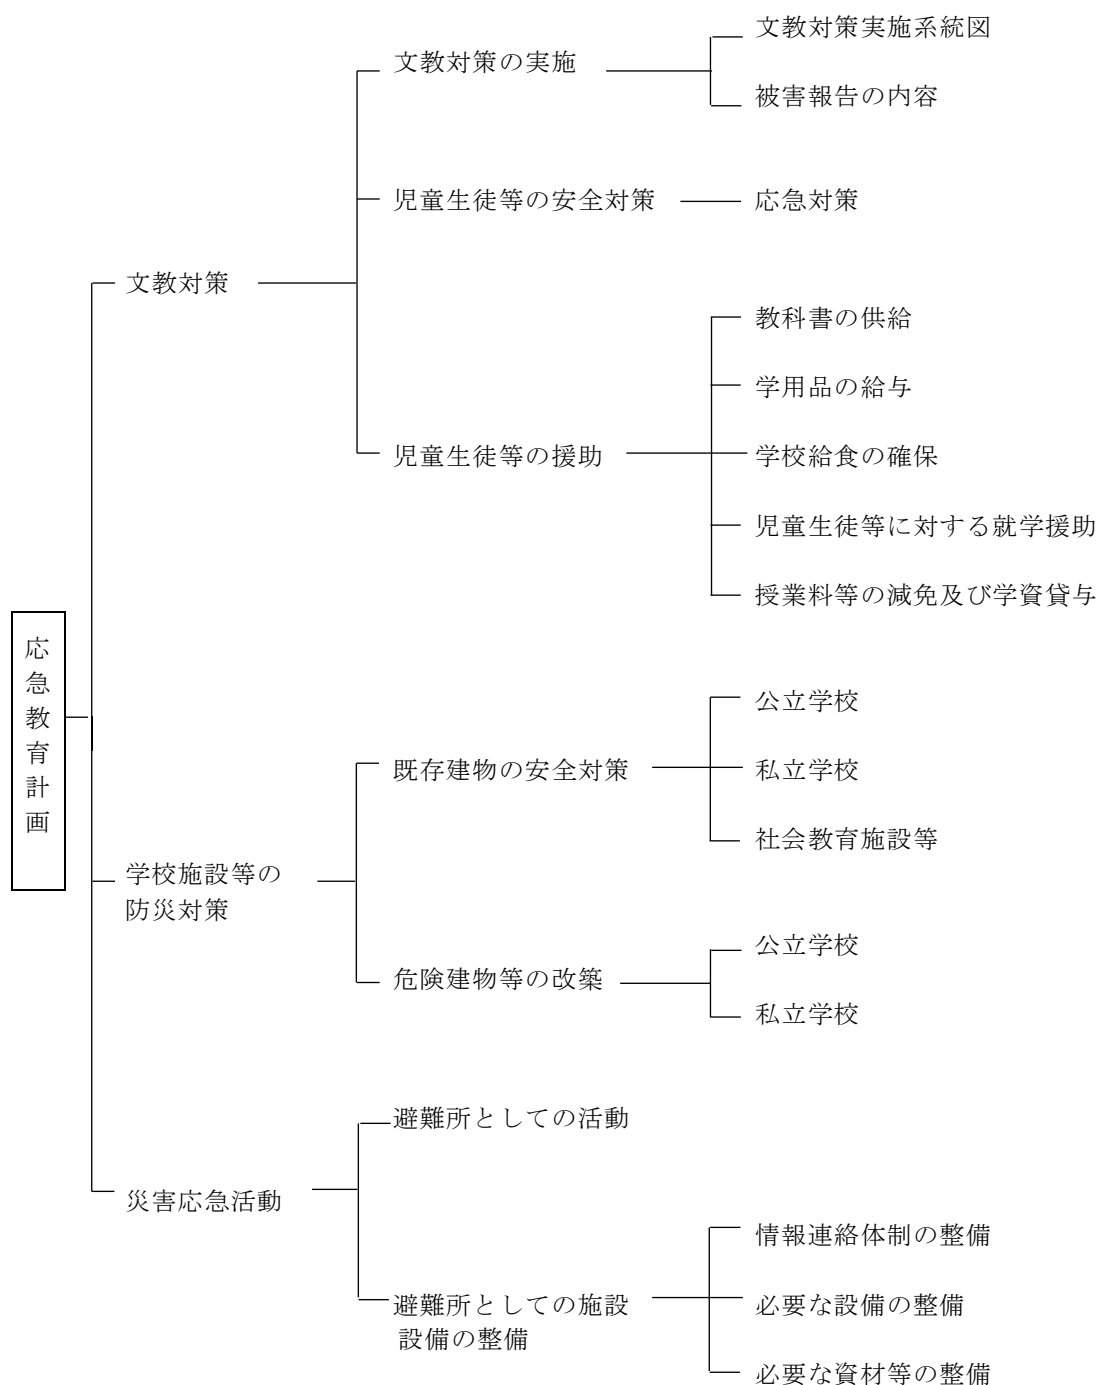 応急教育計画
文教対策
文教対策の実施
文教対策実施系統図
被害報告の内容
児童生徒等の安全対策
応急対策
児童生徒等の援助
教科書の供給
学用品の給与
学校給食の確保
児童生徒等に対する就学援助
授業料等の減免及び学資貸与
学校施設等の
防災対策
既存建物の安全対策
公立学校
私立学校
社会教育施設等
危険建物等の改築
公立学校
私立学校
災害応急活動
避難所としての活動
避難所としての施設
設備の整備
情報連絡体制の整備
必要な設備の整備
必要な資材等の整備